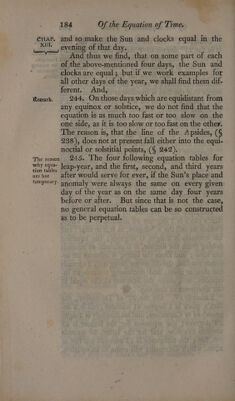 184 Of the Equation of Time.
CHAP. XIII.
and so make the Sun and clocks equal in the
evening of that day.
And thus we find, that on some part of each
of the above-mentioned four days, the Sun and
clocks are equal; but if we work examples for
all other days of the year, we shall find them dif-
ferent. And,
Remark.
244. On those days which are equidistant from
any equinox or solstice, we do not find that the
equation is as much too fast or too slow on the
one side, as it is too slow or too fast on the other.
The reason is, that the line of the Apsides, (§
238), does not at present fall either into the equi-
noctial or solstitial points, (§ 242).
The reason
why equa-
tion tables
are but
temporary
245. The four following equation tables for
leap-year, and the first, second, and third years
after would serve for ever, if the Sun's place and
anomaly were always the same on every given
day of the year as on the same day four years
before or after. But since that is not the case,
no general equation tables can be so constructed
as to be perpetual.